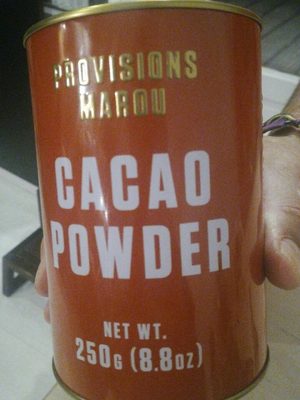 PROVISIONS
MAROU
CACAO
POWDER
NET WT.
250G (8.8OZ)